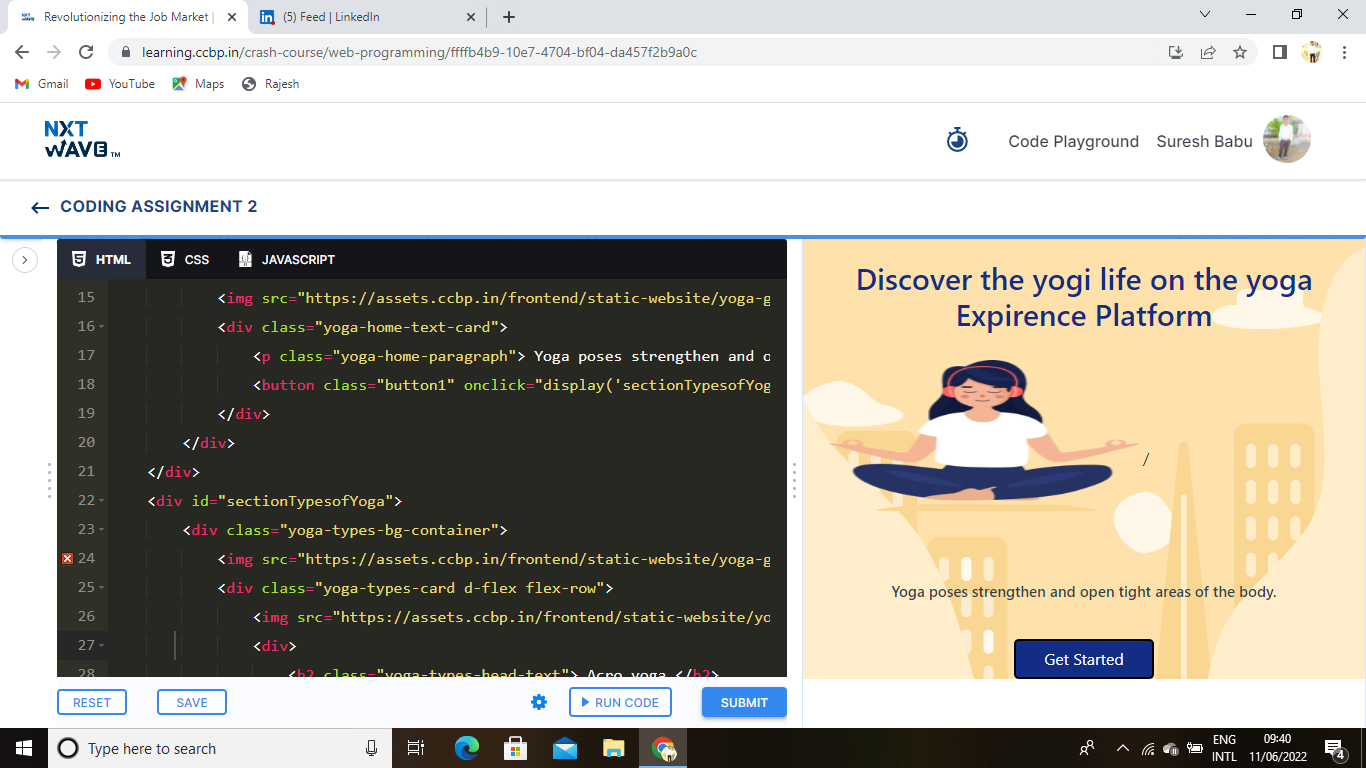 Revolutionizing the Job Market |
(5) Feed | LinkedIn
learning.ccbp.in/crash-course/web-programming/ffffb4b9-10e7-4704-bf04-da457f2b9a0c
Gmail YouTube Maps Rajesh
NXT
WAVE TM
Code Playground Suresh Babu
CODING ASSIGNMENT 2
HTML CSS JAVASCRIPT
15 <img src="https://assets.ccbp.in/frontend/static-website/yoga-g
16 <div class="yoga-home-text-card">
17 <p class="yoga-home-paragraph"> Yoga poses strengthen and o
18 <button class="button1" onclick="display('sectionTypesofYog
19 </div>
20 </div>
21 </div>
22 <div id="sectionTypesofYoga">
23 <div class="yoga-types-bg-container">
24 <img src="https://assets.ccbp.in/frontend/static-website/yoga-g
25 <div class="yoga-types-card d-flex flex-row">
26 <img src="https://assets.ccbp.in/frontend/static-website/yo
27 <div>
28 <h2 class="yoga-types-head-text"> Acro yoga </h2>
RESET SAVE RUN CODE SUBMIT
Discover the yogi life on the yoga
Expirence Platform
/
Yoga poses strengthen and open tight areas of the body.
Get Started
Type here to search
ENG
INTL
09:40
11/06/2022
4